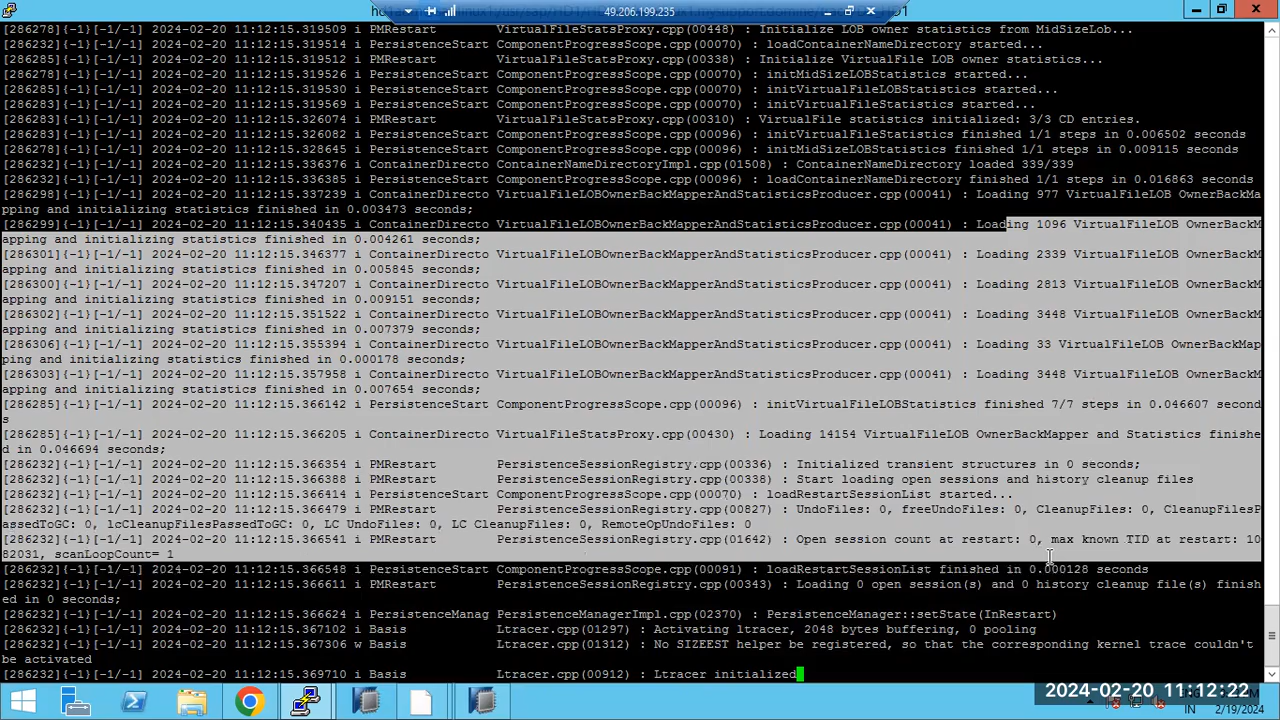 49.206.199.235
[286278]{-1}[-1/-1] 2024-02-20 11:12:15.319509 i PMRestart        VirtualFileStatsProxy.cpp(00448) : Initialize LOB owner statistics from MidSizeLob...
[286232]{-1}[-1/-1] 2024-02-20 11:12:15.319511 i PersistenceStart ComponentProgressScope.cpp(00070) : loadContainerNameDirectory started...
[286285]{-1}[-1/-1] 2024-02-20 11:12:15.319512 i PMRestart        VirtualFileStatsProxy.cpp(00338) : Initialize VirtualFile LOB owner statistics...
[286278]{-1}[-1/-1] 2024-02-20 11:12:15.319526 i PersistenceStart ComponentProgressScope.cpp(00070) : initMidSizeLOBStatistics started...
[286285]{-1}[-1/-1] 2024-02-20 11:12:15.319530 i PersistenceStart ComponentProgressScope.cpp(00070) : initVirtualFileLOBStatistics started...
[286283]{-1}[-1/-1] 2024-02-20 11:12:15.319569 i PersistenceStart ComponentProgressScope.cpp(00070) : initVirtualFileStatistics started...
[286283]{-1}[-1/-1] 2024-02-20 11:12:15.326074 i PMRestart        VirtualFileStatsProxy.cpp(00310) : VirtualFile statistics initialized: 3/3 CD entries.
[286283]{-1}[-1/-1] 2024-02-20 11:12:15.326082 i PersistenceStart ComponentProgressScope.cpp(00096) : initVirtualFileStatistics finished 1/1 steps in 0.006502 seconds
[286278]{-1}[-1/-1] 2024-02-20 11:12:15.328645 i PersistenceStart ComponentProgressScope.cpp(00096) : initMidSizeLOBStatistics finished 1/1 steps in 0.009115 seconds
[286232]{-1}[-1/-1] 2024-02-20 11:12:15.336376 i ContainerDirecto ContainerNameDirectoryImpl.cpp(01508) : ContainerNameDirectory loaded 339/339
[286232]{-1}[-1/-1] 2024-02-20 11:12:15.336385 i PersistenceStart ComponentProgressScope.cpp(00096) : loadContainerNameDirectory finished 1/1 steps in 0.016863 seconds
[286298]{-1}[-1/-1] 2024-02-20 11:12:15.337239 i ContainerDirecto VirtualFileLOBOwnerBackMapperAndStatisticsProducer.cpp(00041) : Loading 977 VirtualFileLOB OwnerBackMa
pping and initializing statistics finished in 0.003473 seconds;
[286299]{-1}[-1/-1] 2024-02-20 11:12:15.340435 i ContainerDirecto VirtualFileLOBOwnerBackMapperAndStatisticsProducer.cpp(00041) : Loading 1096 VirtualFileLOB OwnerBackM
apping and initializing statistics finished in 0.004261 seconds;
[286301]{-1}[-1/-1] 2024-02-20 11:12:15.346377 i ContainerDirecto VirtualFileLOBOwnerBackMapperAndStatisticsProducer.cpp(00041) : Loading 2339 VirtualFileLOB OwnerBackM
apping and initializing statistics finished in 0.005845 seconds;
[286300]{-1}[-1/-1] 2024-02-20 11:12:15.347207 i ContainerDirecto VirtualFileLOBOwnerBackMapperAndStatisticsProducer.cpp(00041) : Loading 2813 VirtualFileLOB OwnerBackM
apping and initializing statistics finished in 0.009151 seconds;
[286302]{-1}[-1/-1] 2024-02-20 11:12:15.351522 i ContainerDirecto VirtualFileLOBOwnerBackMapperAndStatisticsProducer.cpp(00041) : Loading 3448 VirtualFileLOB OwnerBackM
apping and initializing statistics finished in 0.007379 seconds;
[286306]{-1}[-1/-1] 2024-02-20 11:12:15.355394 i ContainerDirecto VirtualFileLOBOwnerBackMapperAndStatisticsProducer.cpp(00041) : Loading 33 VirtualFileLOB OwnerBackMap
ping and initializing statistics finished in 0.000178 seconds;
[286303]{-1}[-1/-1] 2024-02-20 11:12:15.357958 i ContainerDirecto VirtualFileLOBOwnerBackMapperAndStatisticsProducer.cpp(00041) : Loading 3448 VirtualFileLOB OwnerBackM
apping and initializing statistics finished in 0.007654 seconds;
[286285]{-1}[-1/-1] 2024-02-20 11:12:15.366142 i PersistenceStart ComponentProgressScope.cpp(00096) : initVirtualFileLOBStatistics finished 7/7 steps in 0.046607 second
s
[286285]{-1}[-1/-1] 2024-02-20 11:12:15.366205 i ContainerDirecto VirtualFileStatsProxy.cpp(00430) : Loading 14154 VirtualFileLOB OwnerBackMapper and Statistics finishe
d in 0.046694 seconds;
[286232]{-1}[-1/-1] 2024-02-20 11:12:15.366354 i PMRestart        PersistenceSessionRegistry.cpp(00336) : Initialized transient structures in 0 seconds;
[286232]{-1}[-1/-1] 2024-02-20 11:12:15.366388 i PMRestart        PersistenceSessionRegistry.cpp(00338) : Start loading open sessions and history cleanup files
[286232]{-1}[-1/-1] 2024-02-20 11:12:15.366414 i PersistenceStart ComponentProgressScope.cpp(00070) : loadRestartSessionList started...
[286232]{-1}[-1/-1] 2024-02-20 11:12:15.366479 i PMRestart        PersistenceSessionRegistry.cpp(00827) : UndoFiles: 0, freeUndoFiles: 0, CleanupFiles: 0, CleanupFilesP
assedToGC: 0, lcCleanupFilesPassedToGC: 0, LC UndoFiles: 0, LC CleanupFiles: 0, RemoteOpUndoFiles: 0
[286232]{-1}[-1/-1] 2024-02-20 11:12:15.366541 i PMRestart        PersistenceSessionRegistry.cpp(01642) : Open session count at restart: 0, max known TID at restart: 10
82031, scanLoopCount= 1
[286232]{-1}[-1/-1] 2024-02-20 11:12:15.366548 i PersistenceStart ComponentProgressScope.cpp(00091) : loadRestartSessionList finished in 0.000128 seconds
[286232]{-1}[-1/-1] 2024-02-20 11:12:15.366611 i PMRestart        PersistenceSessionRegistry.cpp(00343) : Loading 0 open session(s) and 0 history cleanup file(s) finish
ed in 0 seconds;
[286232]{-1}[-1/-1] 2024-02-20 11:12:15.366624 i PersistenceManag PersistenceManagerImpl.cpp(02370) : PersistenceManager::setState(InRestart)
[286232]{-1}[-1/-1] 2024-02-20 11:12:15.367102 i Basis            Ltracer.cpp(01297) : Activating ltracer, 2048 bytes buffering, 0 pooling
[286232]{-1}[-1/-1] 2024-02-20 11:12:15.367306 w Basis            Ltracer.cpp(01312) : No SIZEEST helper be registered, so that the corresponding kernel trace couldn't
be activated
[286232]{-1}[-1/-1] 2024-02-20 11:12:15.369710 i Basis            Ltracer.cpp(00912) : Ltracer initialized
2024-02-20 11:12:22
IN 2/19/2024